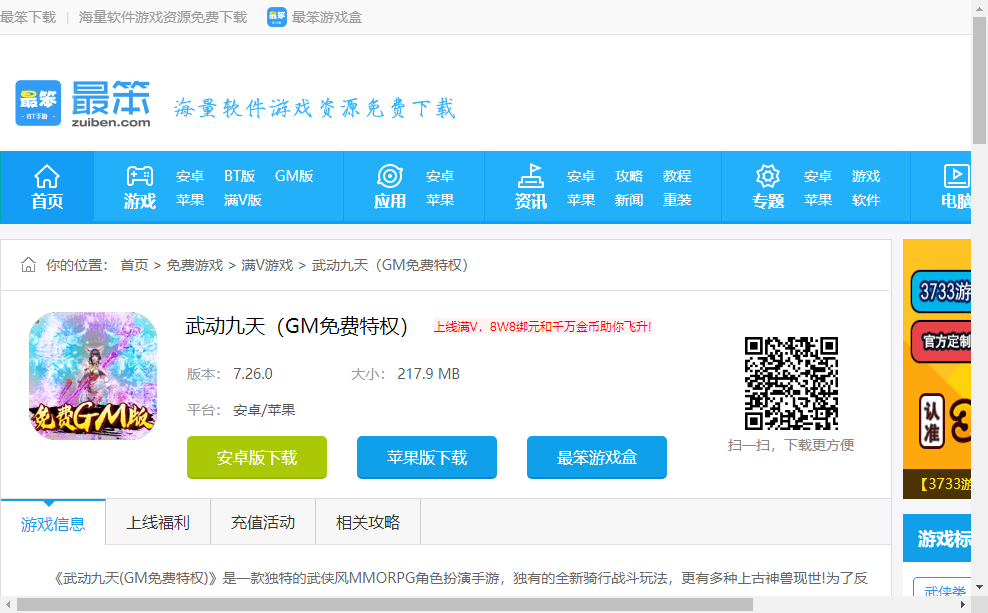 最笨下载 | 海量软件游戏资源免费下载 最笨 最笨游戏盒
最笨 -BT手游- 最笨 zuiben.com 海量软件游戏资源免费下载
首页 游戏 安卓 BT版 GM版 苹果 满V版 应用 安卓 苹果 资讯 安卓 攻略 教程 苹果 新闻 重装 专题 安卓 游戏 苹果 软件 电脑
你的位置： 首页 > 免费游戏 > 满V游戏 > 武动九天（GM免费特权）
武动九天（GM免费特权） 上线满V，8W8绑元和千万金币助你飞升!
版本： 7.26.0 大小： 217.9 MB
平台： 安卓/苹果
免费GM版
安卓版下载 苹果版下载 最笨游戏盒
扫一扫，下载更方便
3733游
官方定制
认准 3
【3733游
游戏信息 上线福利 充值活动 相关攻略
游戏标
《武动九天(GM免费特权)》是一款独特的武侠风MMORPG角色扮演手游，独有的全新骑行战斗玩法，更有多种上古神兽现世!为了反
武侠类